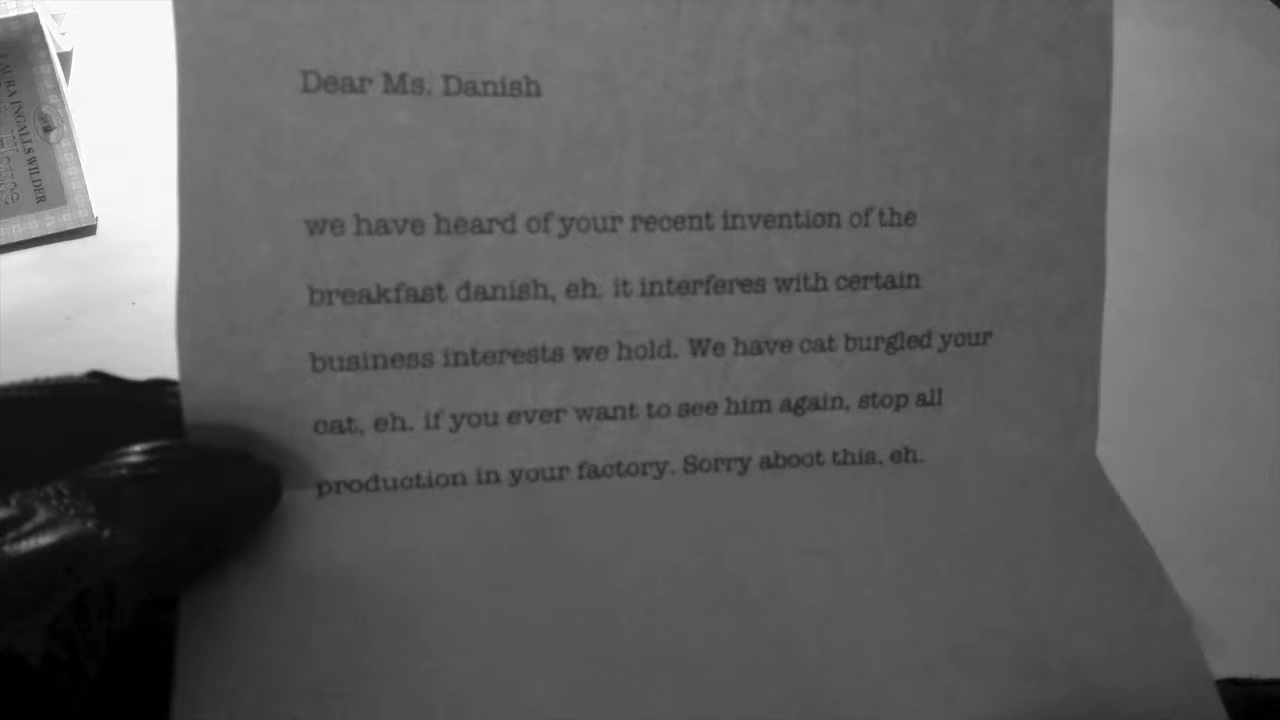 LAURA INGALLS WILDER
Dear Ms. Danish
we have heard of your recent invention of the
breakfast danish, eh. it interferes with certain
business interests we hold. We have cat burgled your
cat, eh. if you ever want to see him again, stop all
production in your factory. Sorry aboot this, eh.